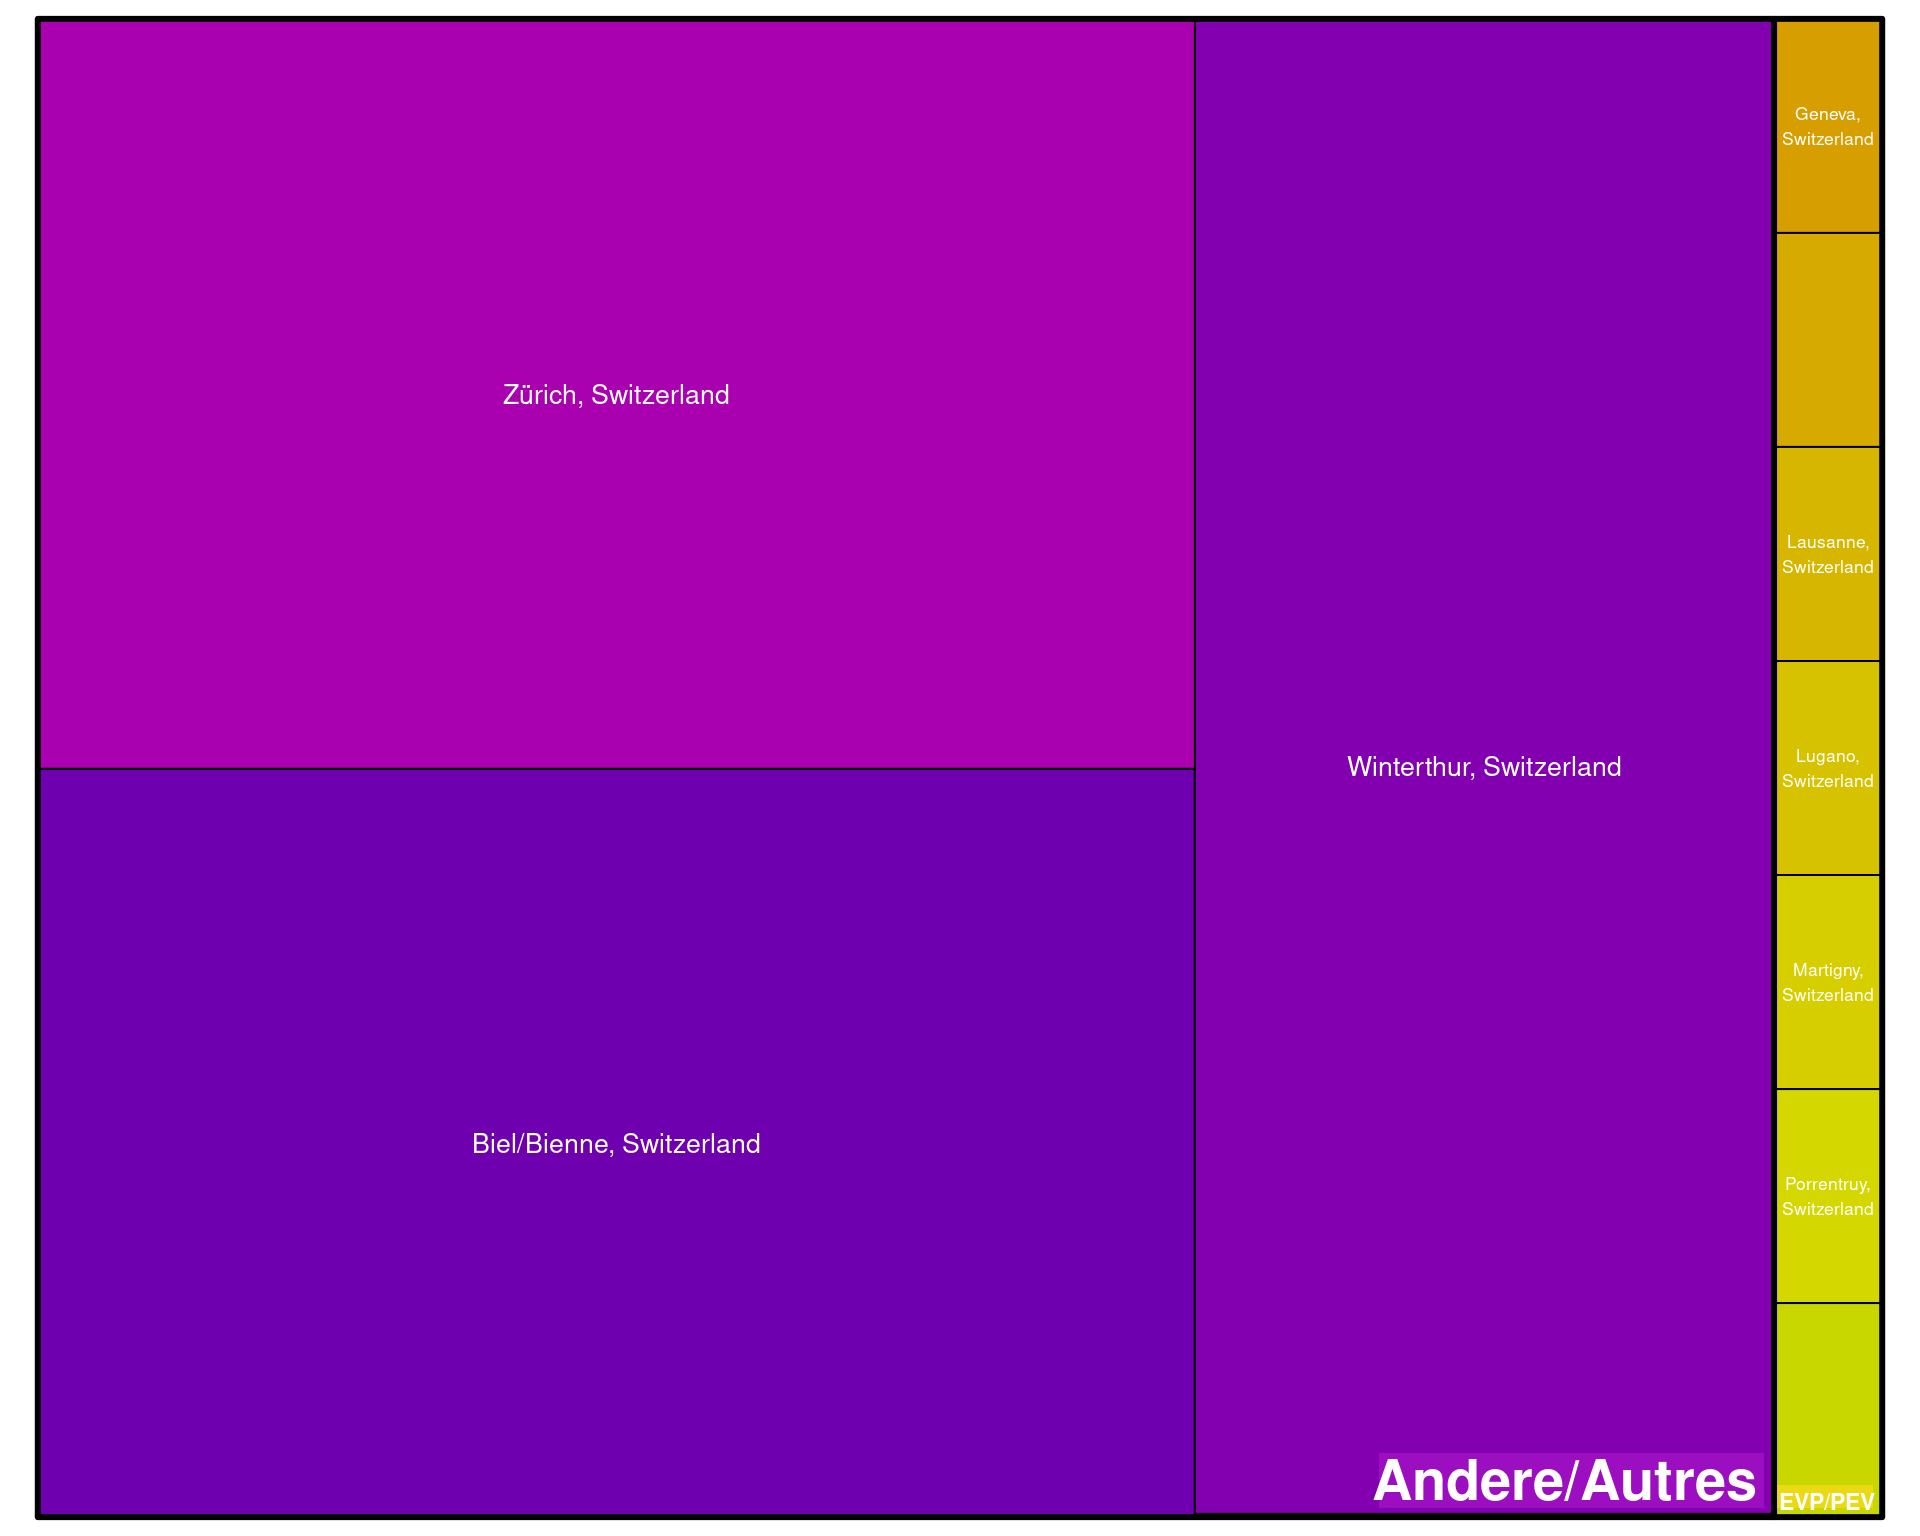 Zürich, Switzerland
Biel/Bienne, Switzerland
Winterthur, Switzerland
Andere/Autres
Geneva,
Switzerland
Lausanne,
Switzerland
Lugano,
Switzerland
Martigny,
Switzerland
Porrentruy,
Switzerland
EVP/PEV